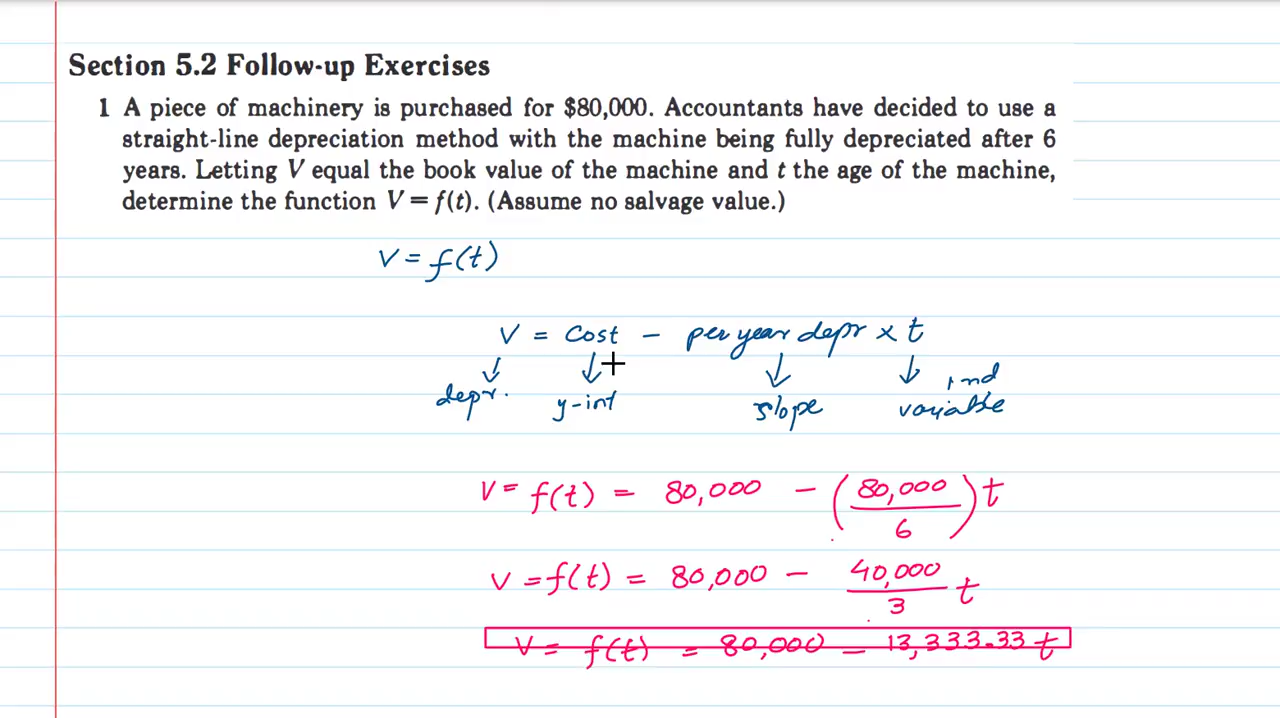 Section 5.2 Follow-up Exercises
1 A piece of machinery is purchased for $80,000. Accountants have decided to use a
straight-line depreciation method with the machine being fully depreciated after 6
years. Letting V equal the book value of the machine and t the age of the machine,
determine the function V = f(t). (Assume no salvage value.)
V = f(t)
V = Cost - per year depr × t
depr. y-int slope ind variable
V = f(t) = 80,000 - (80,000/6) t
V = f(t) = 80,000 - 40,000/3 t
V = f(t) = 80,000 - 13,333.33 t